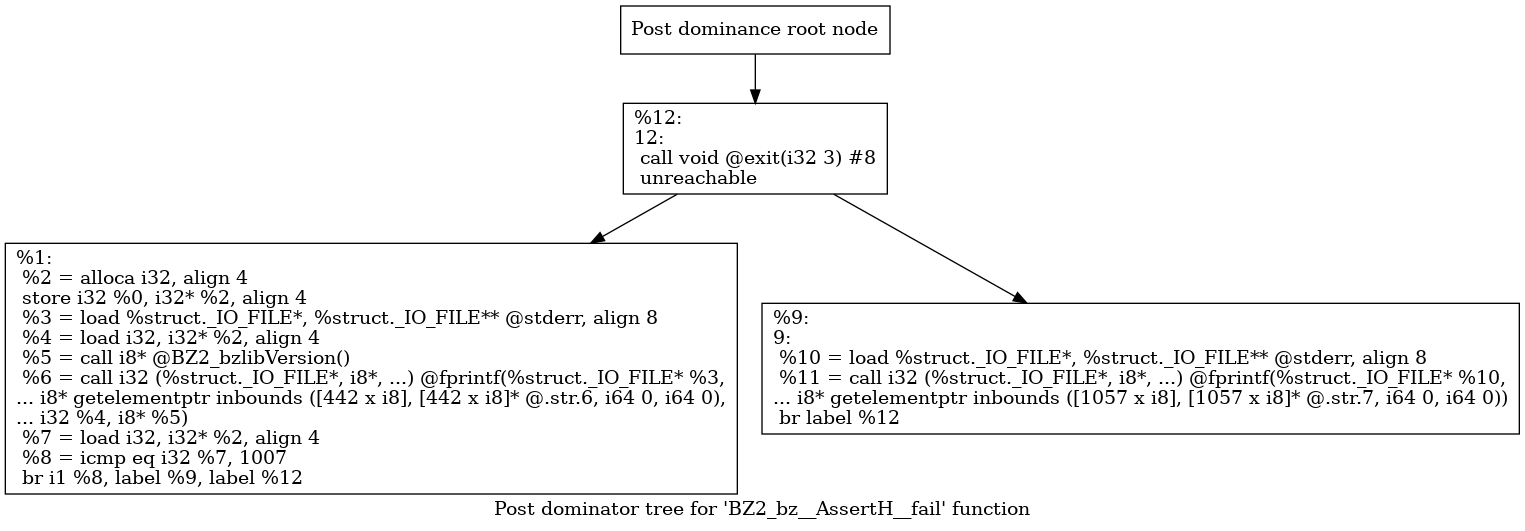 Post dominance root node
%12:
12:
call void @exit(i32 3) #8
unreachable
%1:
%2 = alloca i32, align 4
store i32 %0, i32* %2, align 4
%3 = load %struct._IO_FILE*, %struct._IO_FILE** @stderr, align 8
%4 = load i32, i32* %2, align 4
%5 = call i8* @BZ2_bzlibVersion()
%6 = call i32 (%struct._IO_FILE*, i8*, ...) @fprintf(%struct._IO_FILE* %3,
... i8* getelementptr inbounds ([442 x i8], [442 x i8]* @.str.6, i64 0, i64 0),
... i32 %4, i8* %5)
%7 = load i32, i32* %2, align 4
%8 = icmp eq i32 %7, 1007
br i1 %8, label %9, label %12
%9:
9:
%10 = load %struct._IO_FILE*, %struct._IO_FILE** @stderr, align 8
%11 = call i32 (%struct._IO_FILE*, i8*, ...) @fprintf(%struct._IO_FILE* %10,
... i8* getelementptr inbounds ([1057 x i8], [1057 x i8]* @.str.7, i64 0, i64 0))
br label %12
Post dominator tree for 'BZ2_bz__AssertH__fail' function